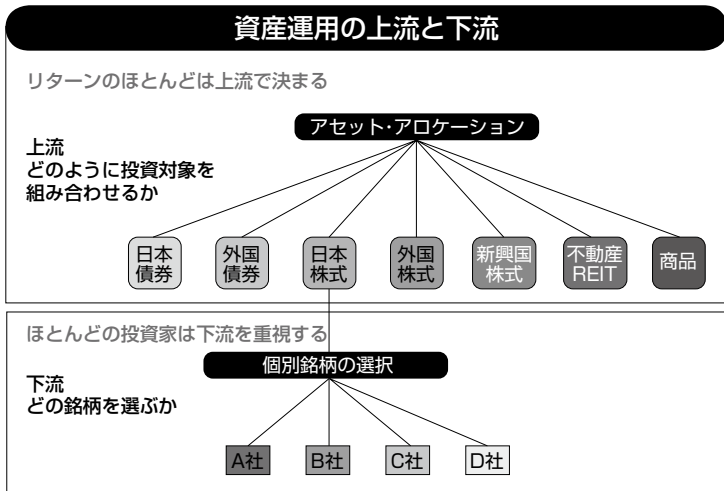 資産運用の上流と下流
リターンのほとんどは上流で決まる
アセット・アロケーション
上流
どのように投資対象を
組み合わせるか
日本
債券
外国
債券
日本
株式
外国
株式
新興国
株式
不動産
REIT
商品
ほとんどの投資家は下流を重視する
個別銘柄の選択
下流
どの銘柄を選ぶか
A社
B社
C社
D社